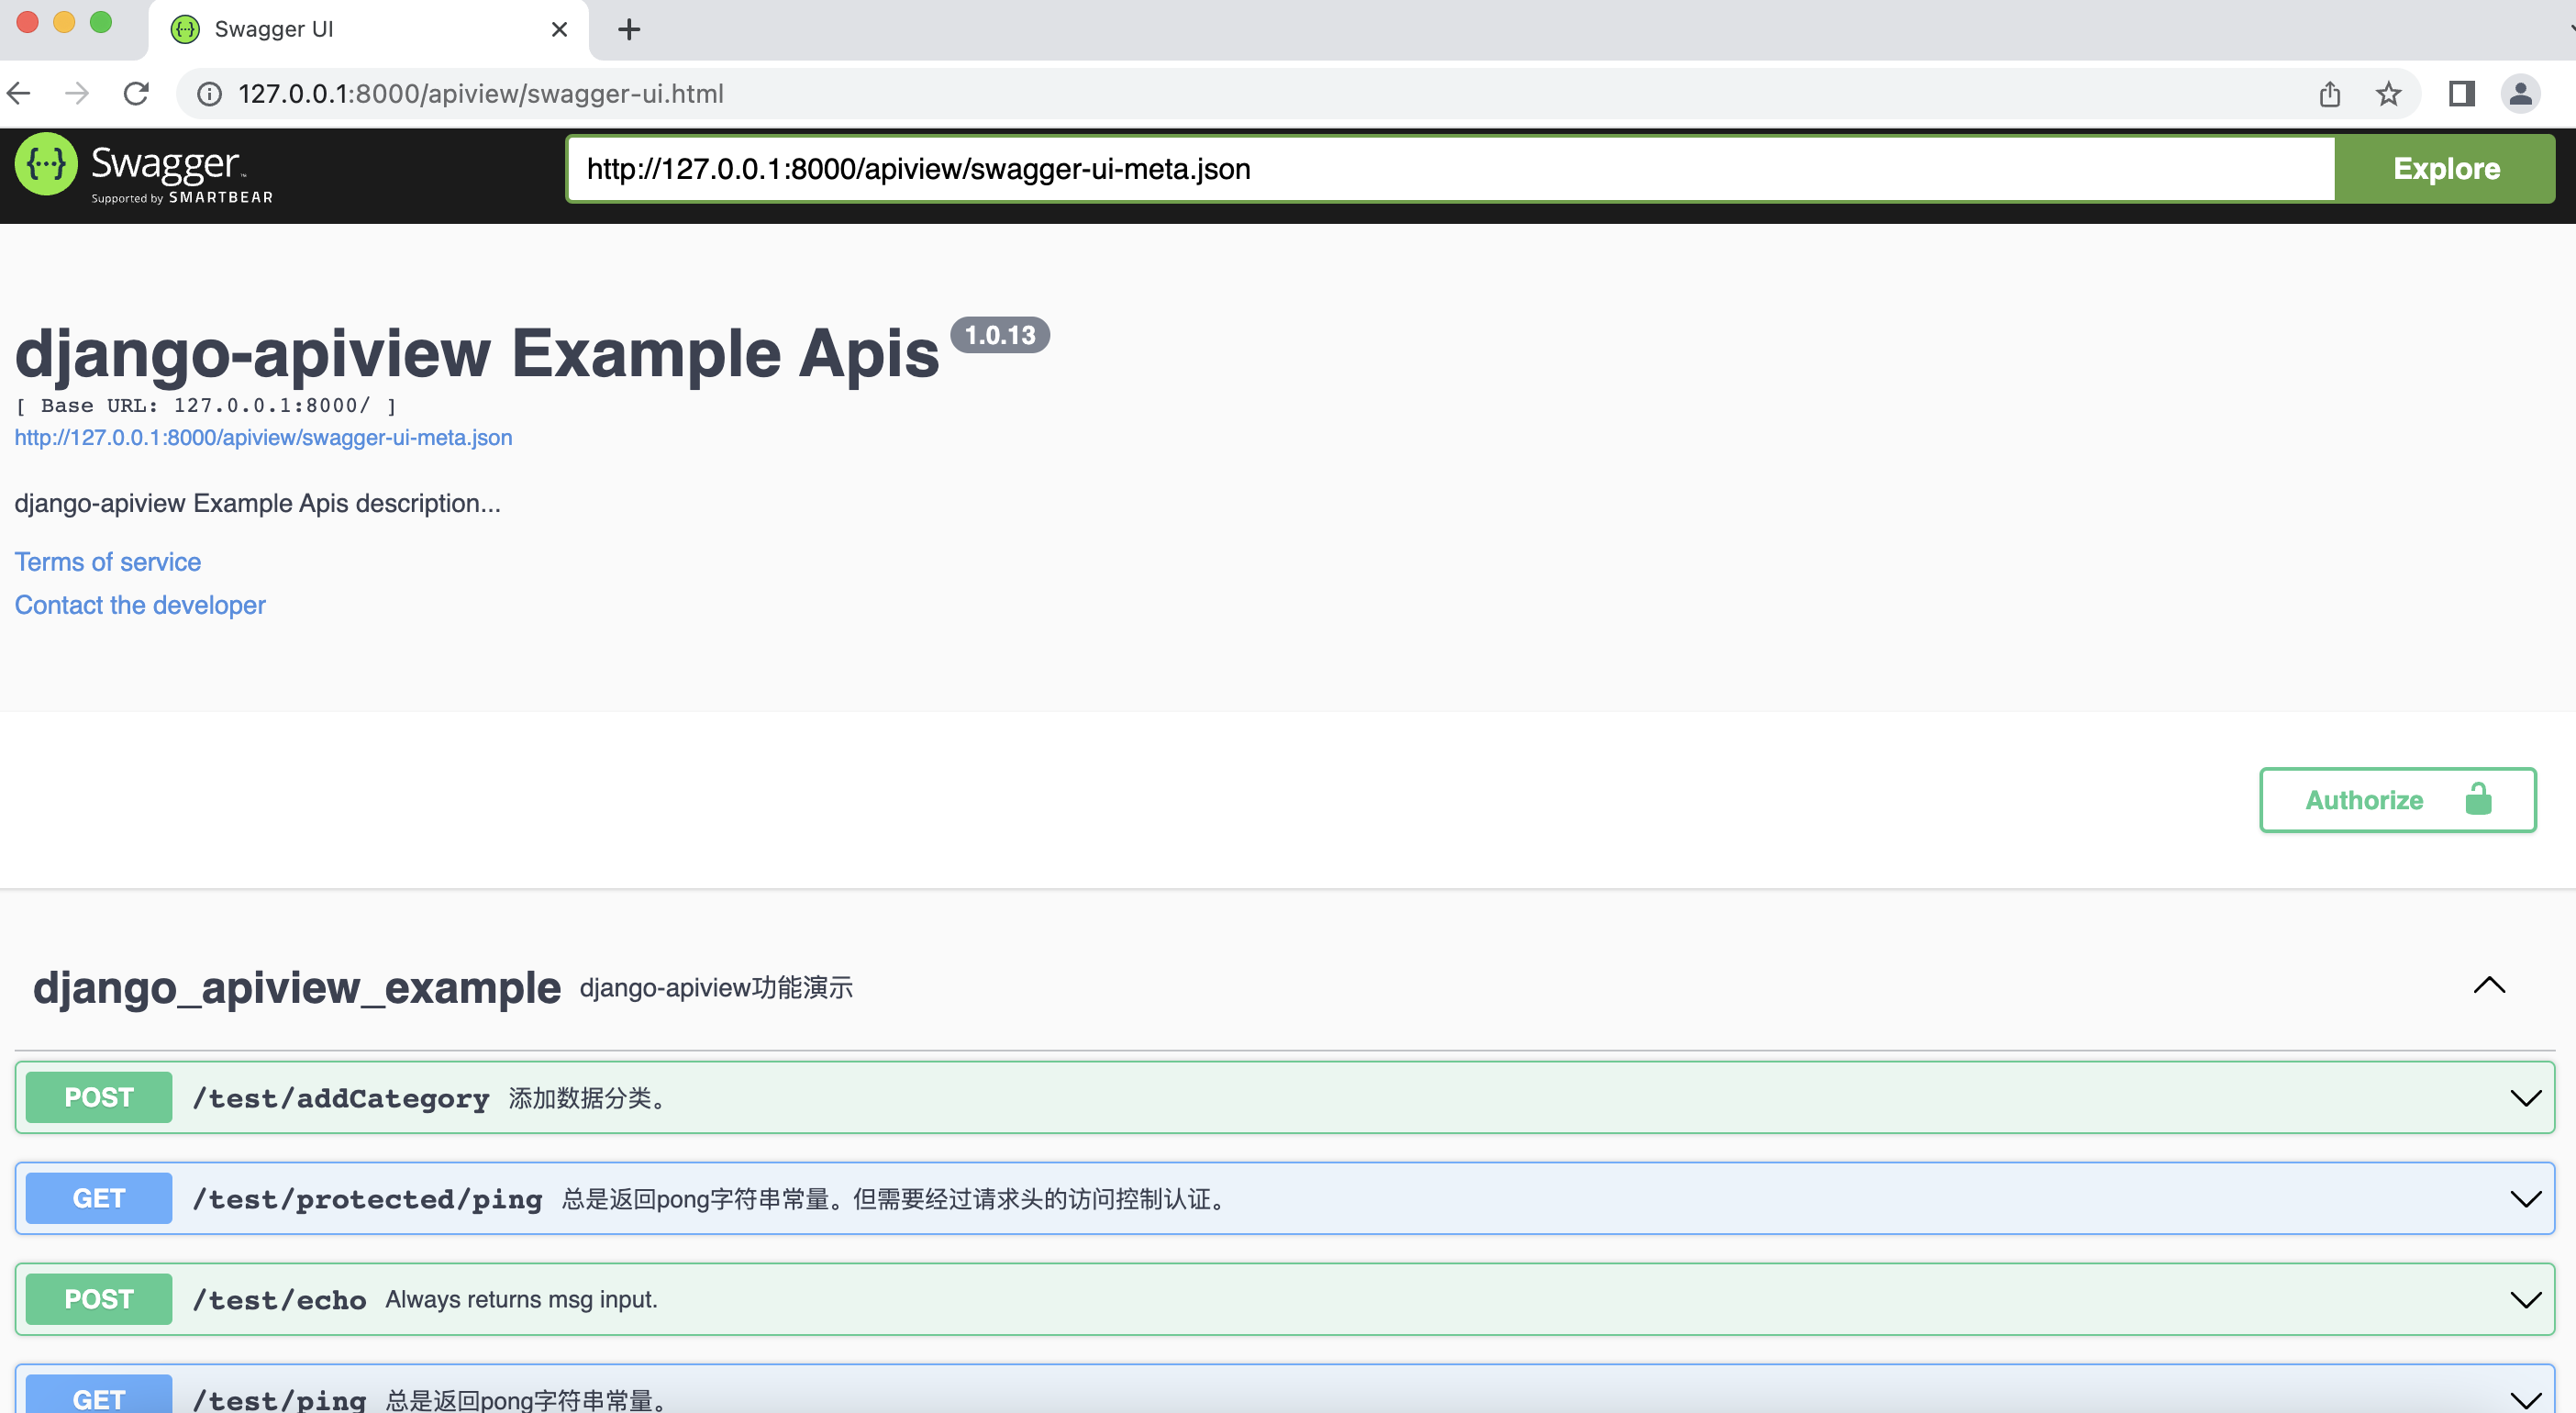 Swagger UI
127.0.0.1:8000/apiview/swagger-ui.html
{...} Swagger™
Supported by SMARTBEAR
http://127.0.0.1:8000/apiview/swagger-ui-meta.json
Explore
django-apiview Example Apis 1.0.13
[ Base URL: 127.0.0.1:8000/ ]
http://127.0.0.1:8000/apiview/swagger-ui-meta.json
django-apiview Example Apis description...
Terms of service
Contact the developer
Authorize
django_apiview_example django-apiview功能演示
POST /test/addCategory 添加数据分类。
GET /test/protected/ping 总是返回pong字符串常量。但需要经过请求头的访问控制认证。
POST /test/echo Always returns msg input.
GET /test/ping 总是返回pong字符串常量。